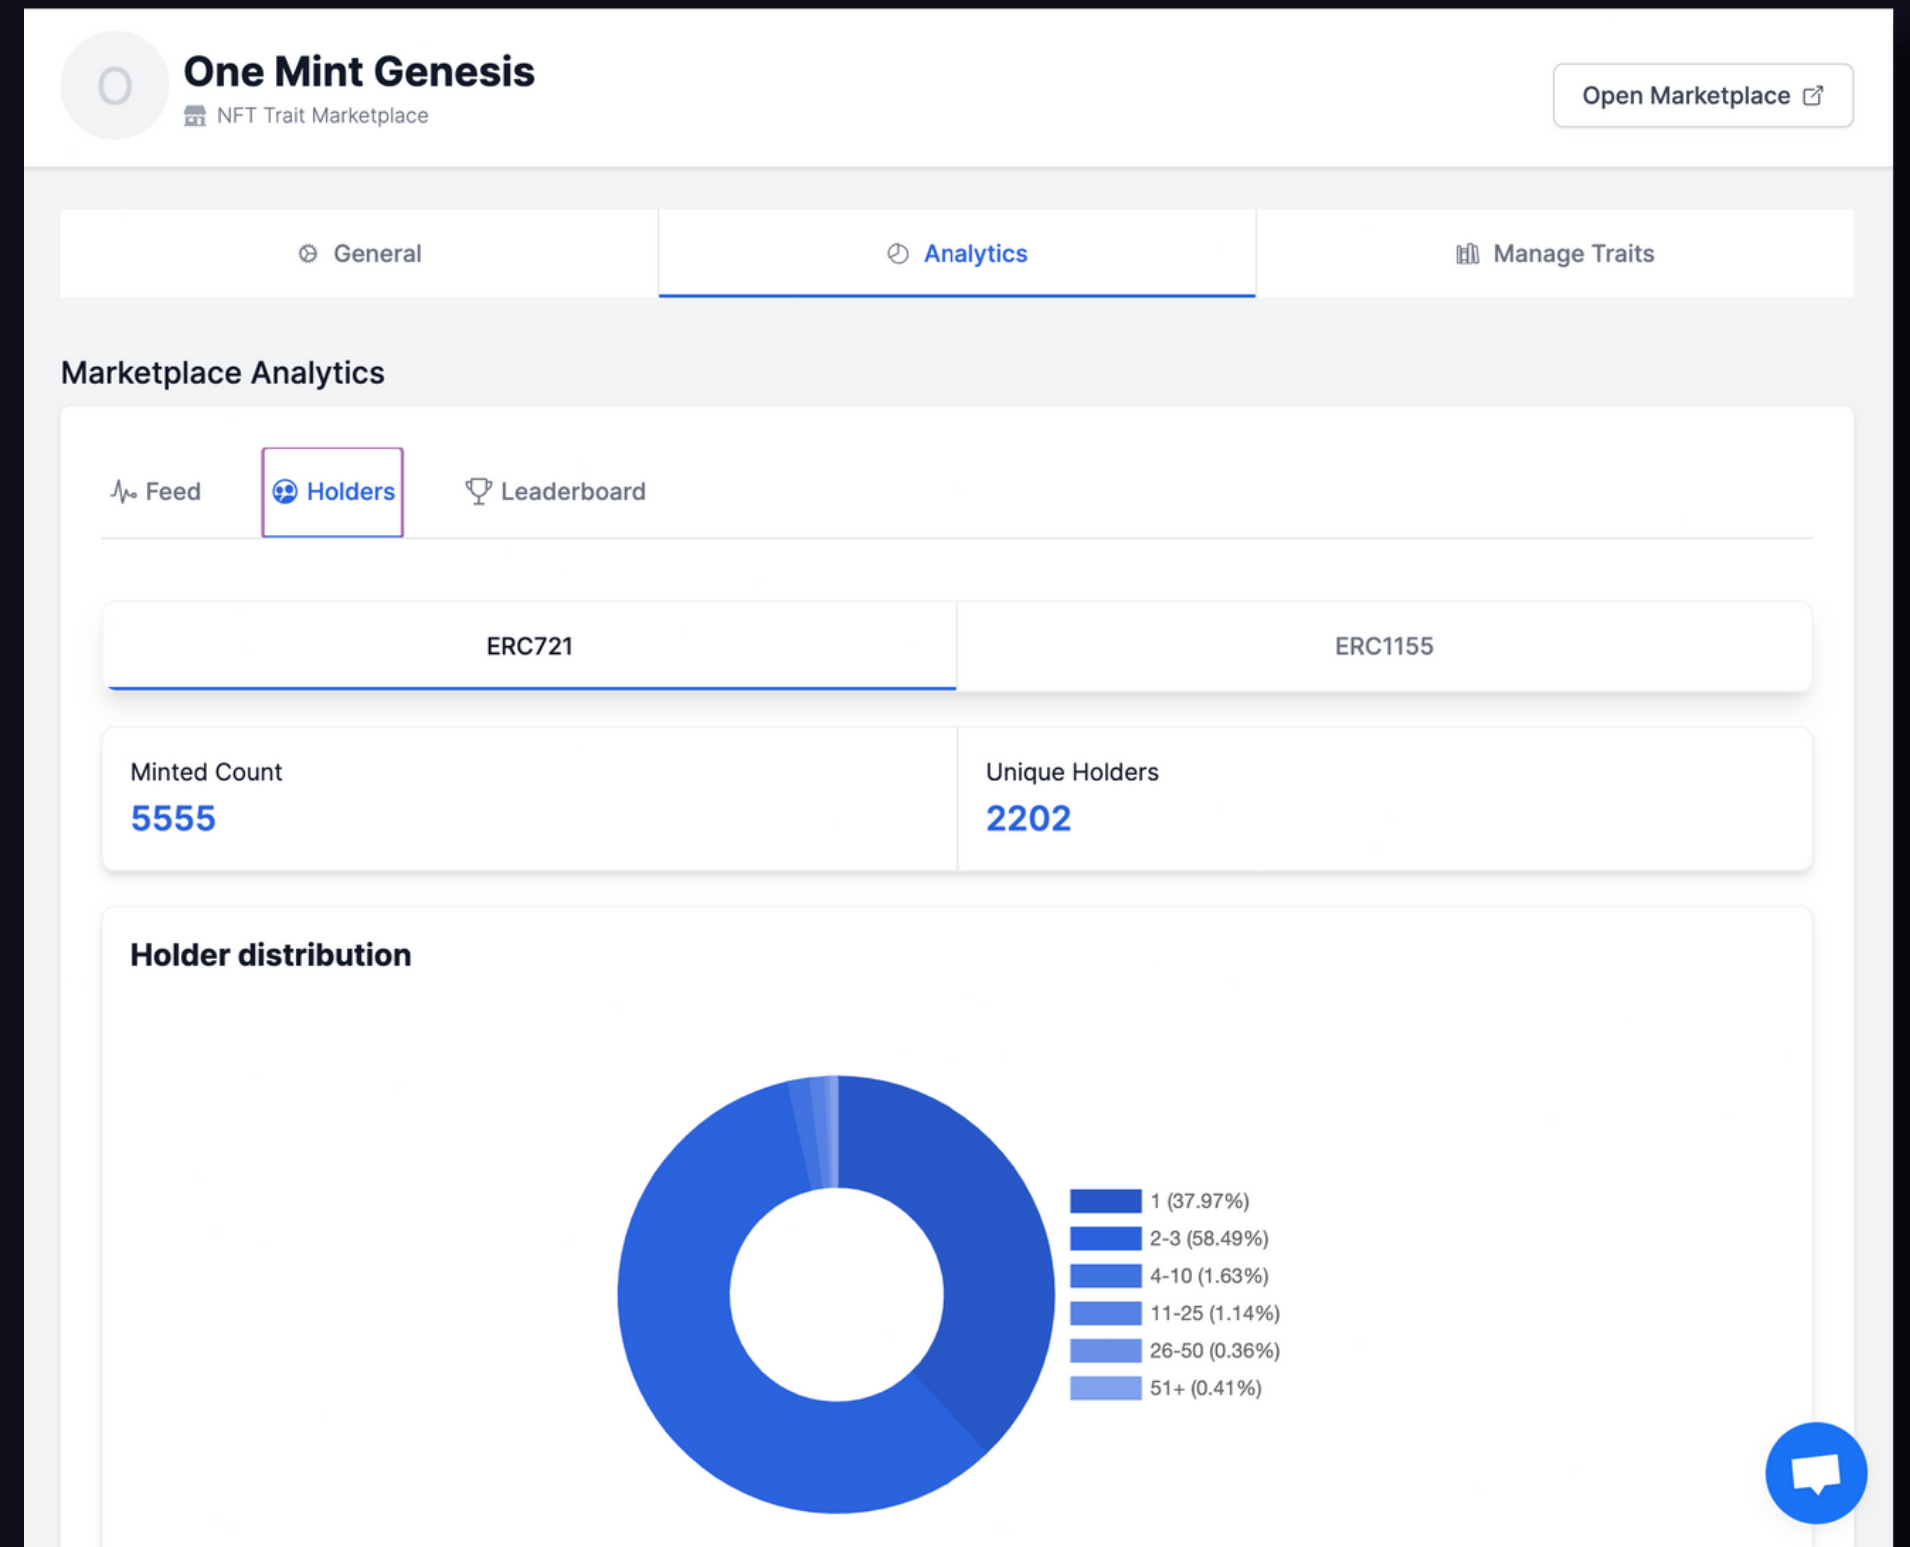 O
One Mint Genesis
NFT Trait Marketplace
Open Marketplace
General
Analytics
Manage Traits
Marketplace Analytics
Feed
Holders
Leaderboard
ERC721
ERC1155
Minted Count
5555
Unique Holders
2202
Holder distribution
1 (37.97%)
2-3 (58.49%)
4-10 (1.63%)
11-25 (1.14%)
26-50 (0.36%)
51+ (0.41%)